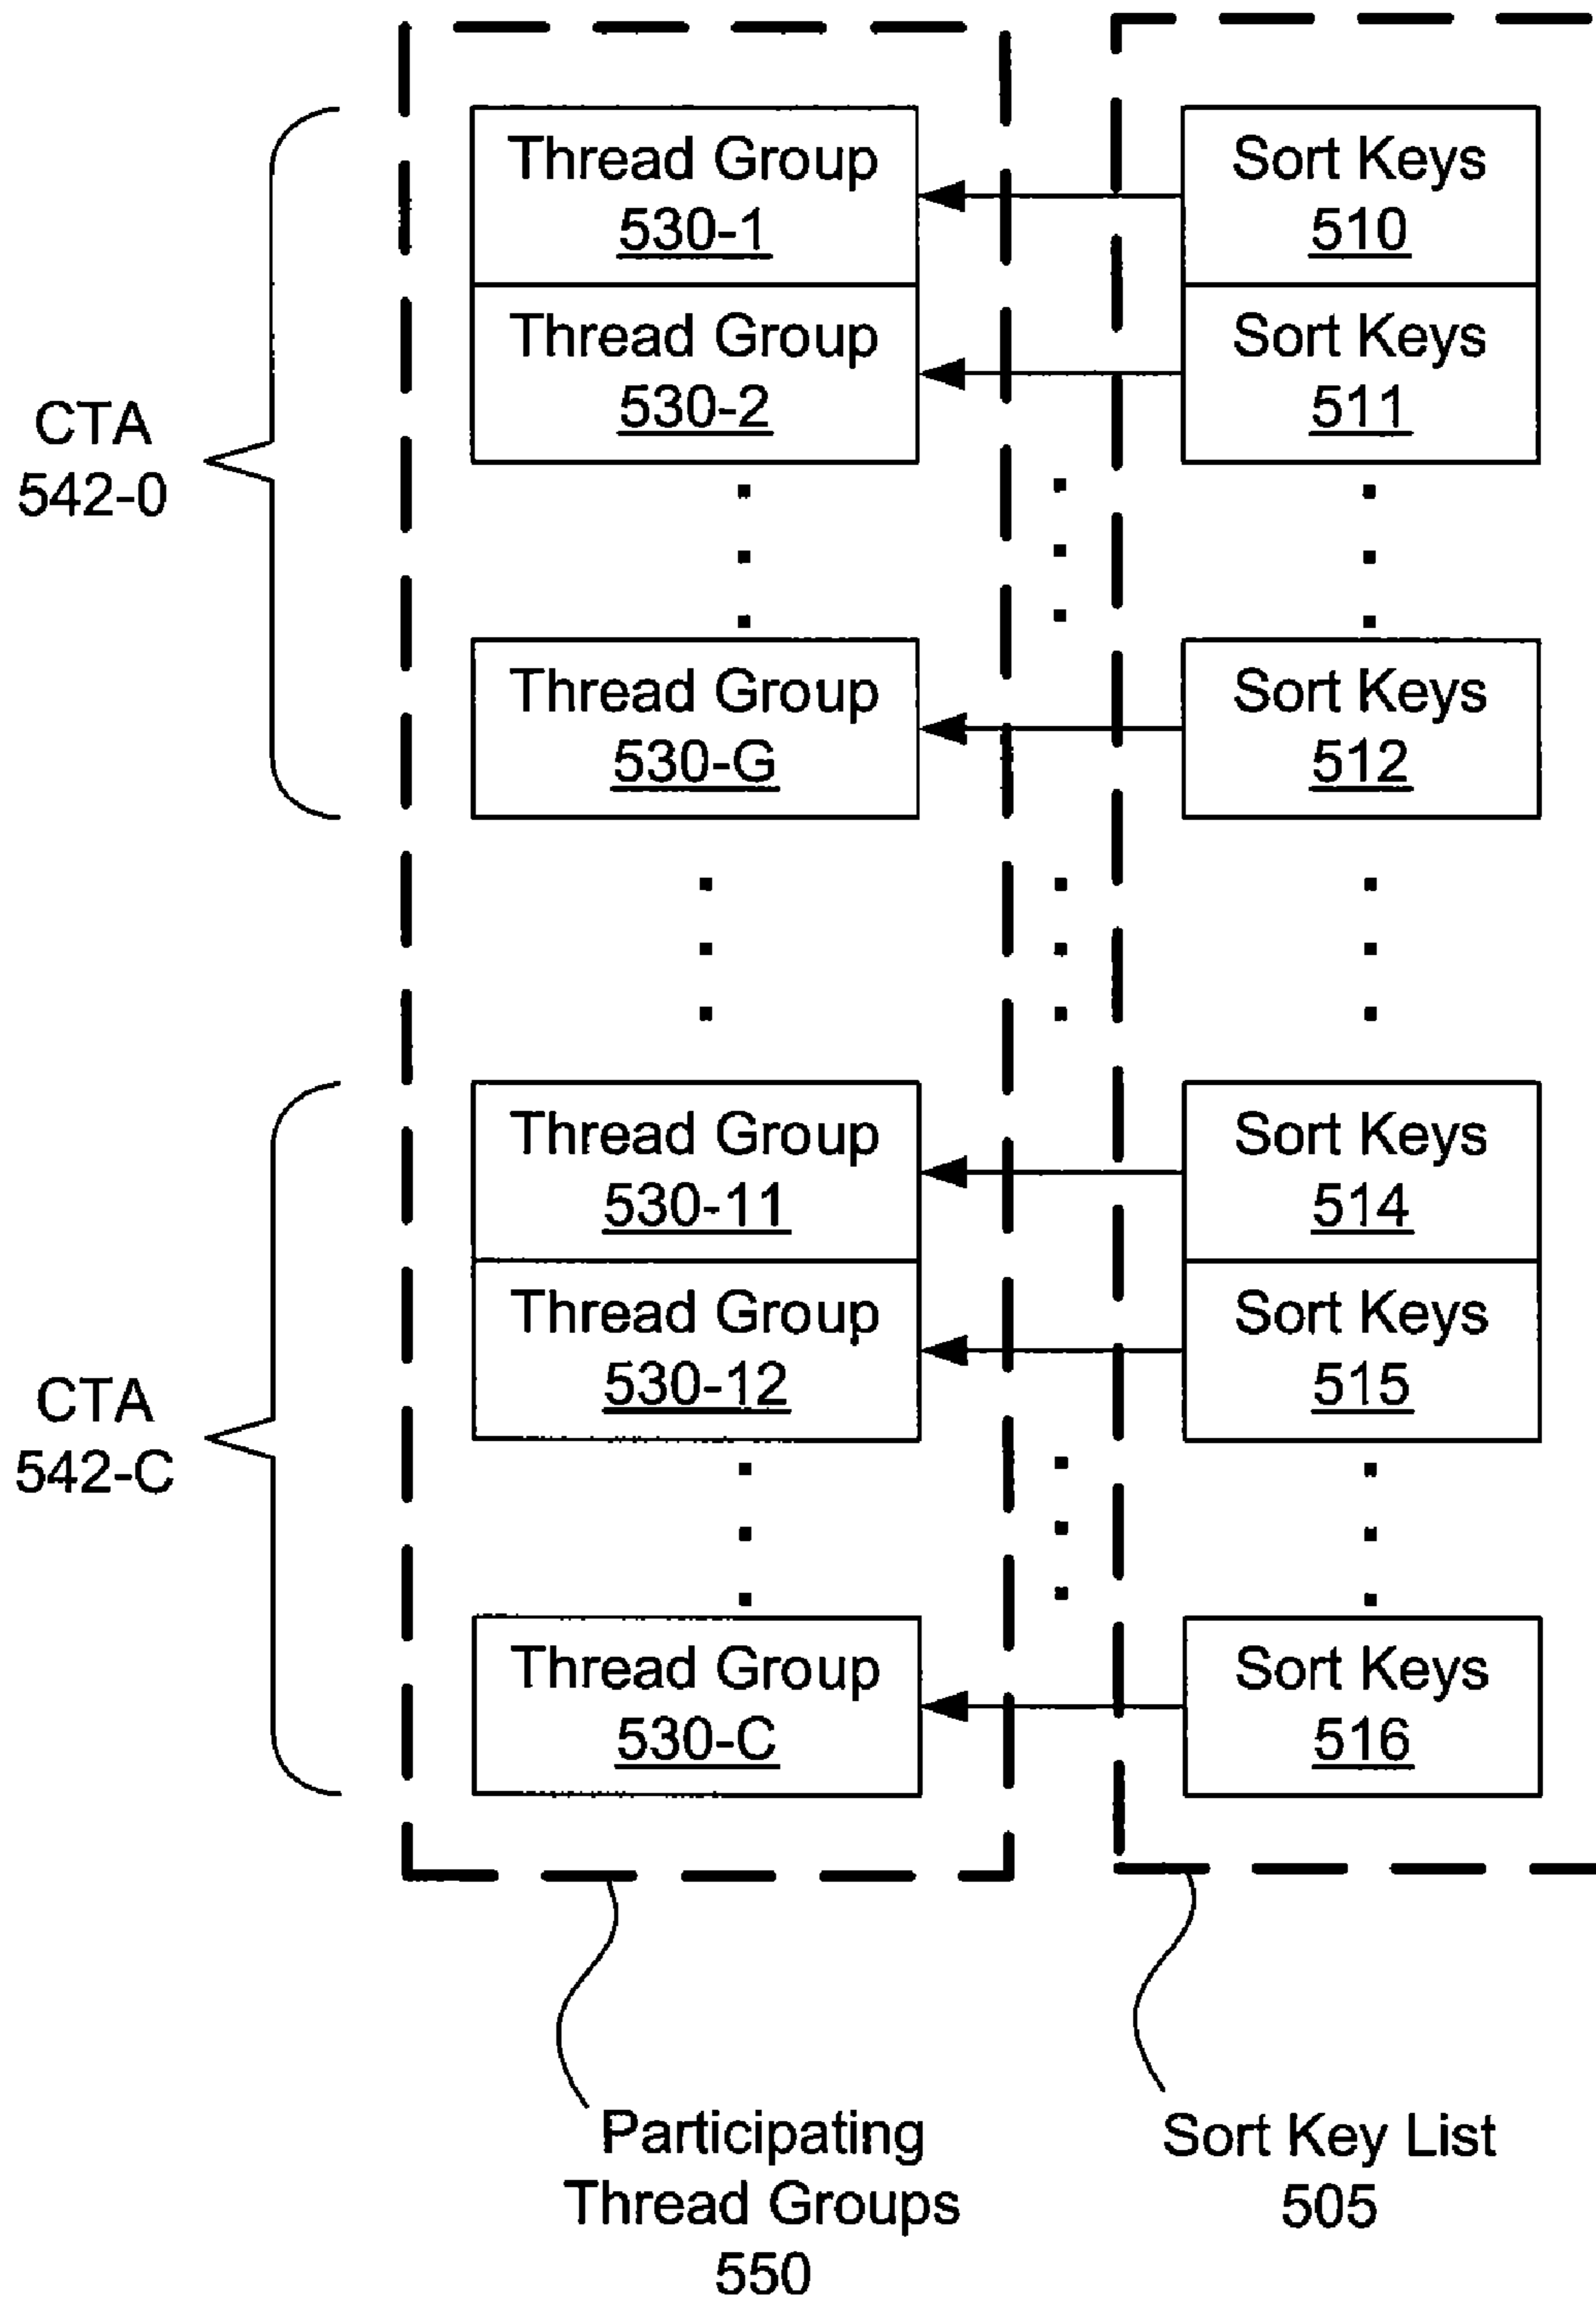 Thread Group
530-1
Sort Keys
510
Thread Group
530-2
Sort Keys
511
CTA
542-0
Thread Group
530-G
Sort Keys
512
Thread Group
530-11
Sort Keys
514
Thread Group
530-12
Sort Keys
515
CTA
542-C
Thread Group
530-C
Sort Keys
516
Participating
Thread Groups
550
Sort Key List
505